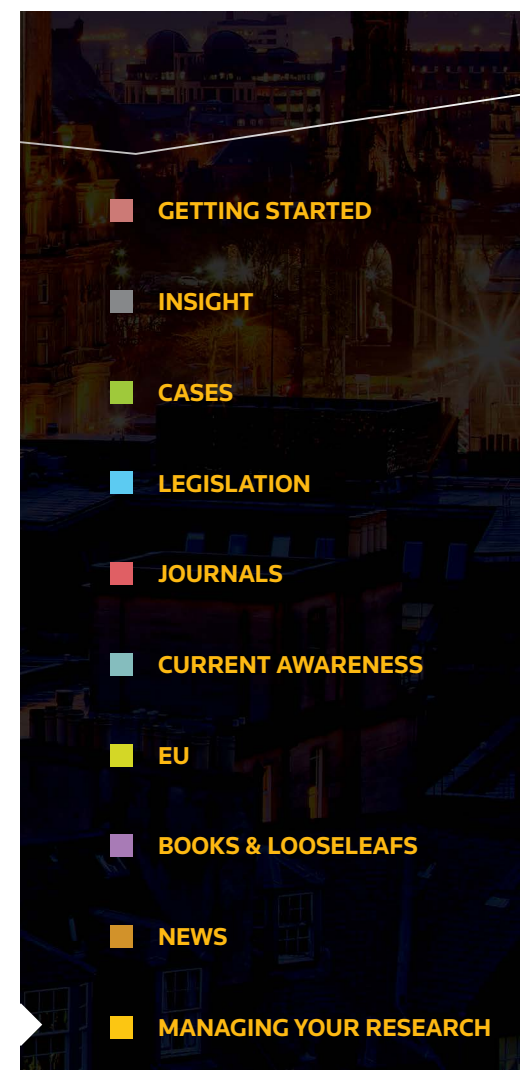 GETTING STARTED
INSIGHT
CASES
LEGISLATION
JOURNALS
CURRENT AWARENESS
EU
BOOKS & LOOSELEAFS
NEWS
MANAGING YOUR RESEARCH